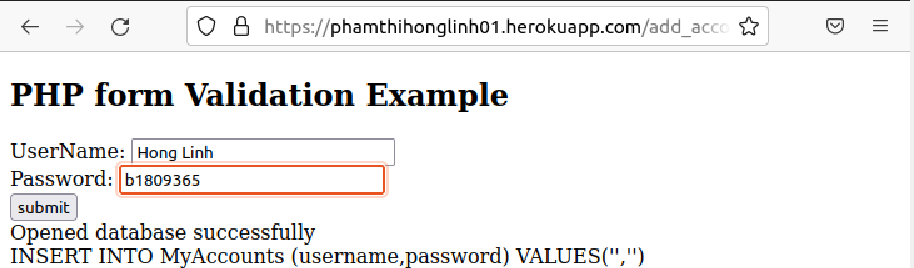 https://phamthihonglinh01.herokuapp.com/add_acco
PHP form Validation Example
UserName: Hong Linh
Password: b1809365
submit
Opened database successfully
INSERT INTO MyAccounts (username,password) VALUES('','')